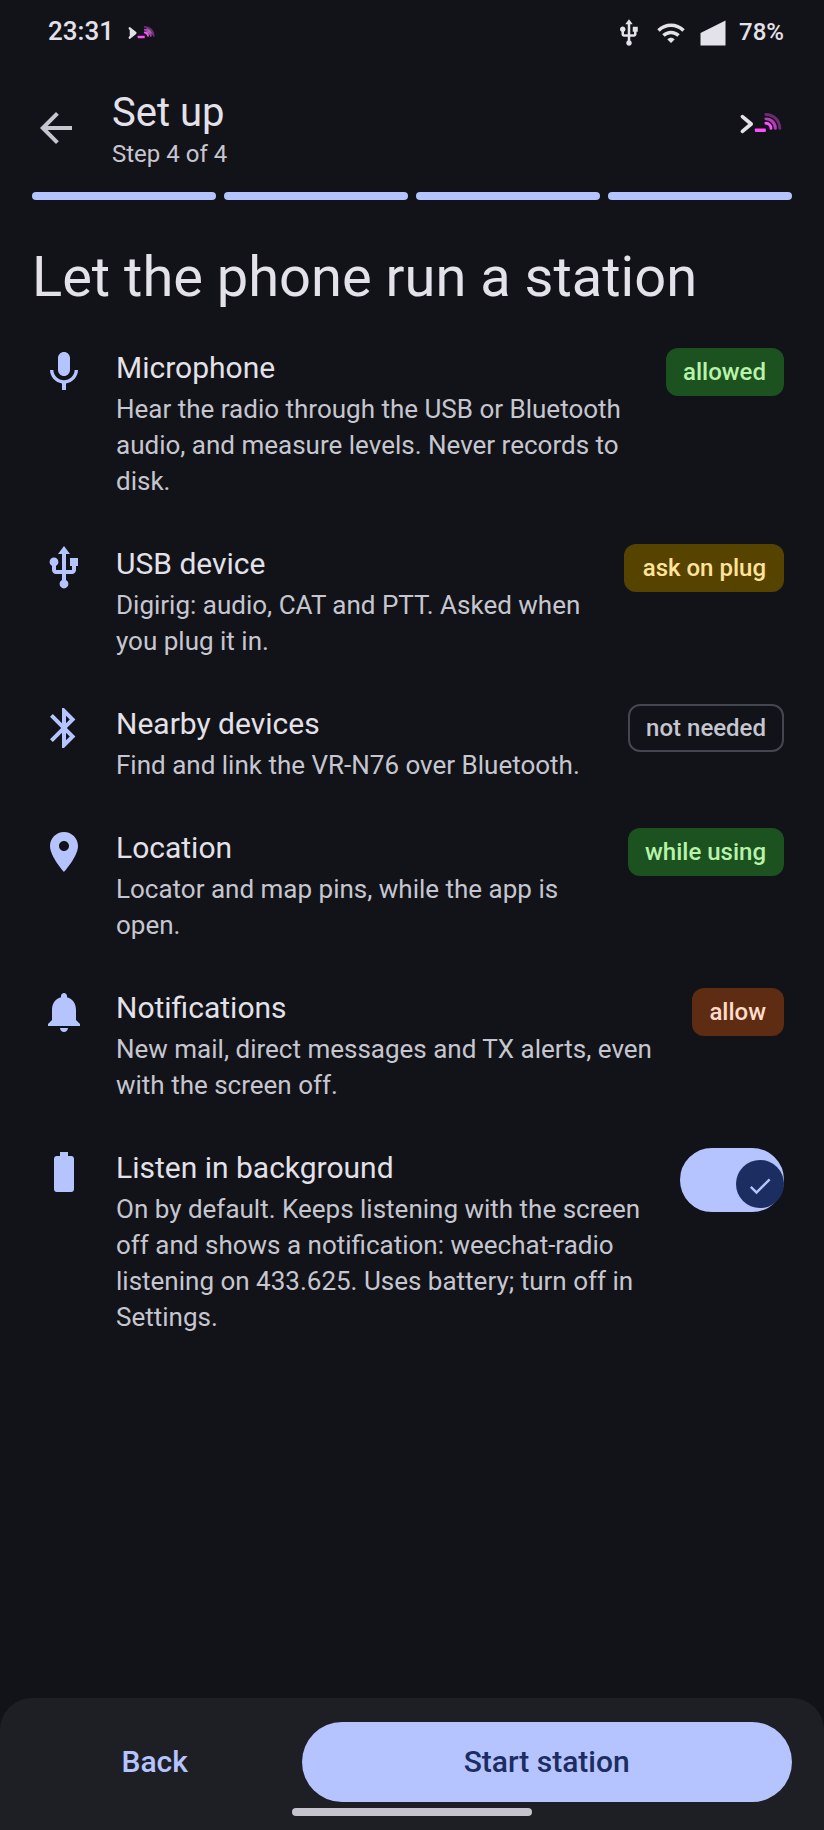 23:31
78%
Set up
Step 4 of 4
Let the phone run a station
Microphone
allowed
Hear the radio through the USB or Bluetooth
audio, and measure levels. Never records to
disk.
USB device
ask on plug
Digirig: audio, CAT and PTT. Asked when
you plug it in.
Nearby devices
not needed
Find and link the VR-N76 over Bluetooth.
Location
while using
Locator and map pins, while the app is
open.
Notifications
allow
New mail, direct messages and TX alerts, even
with the screen off.
Listen in background
On by default. Keeps listening with the screen
off and shows a notification: weechat-radio
listening on 433.625. Uses battery; turn off in
Settings.
Back
Start station